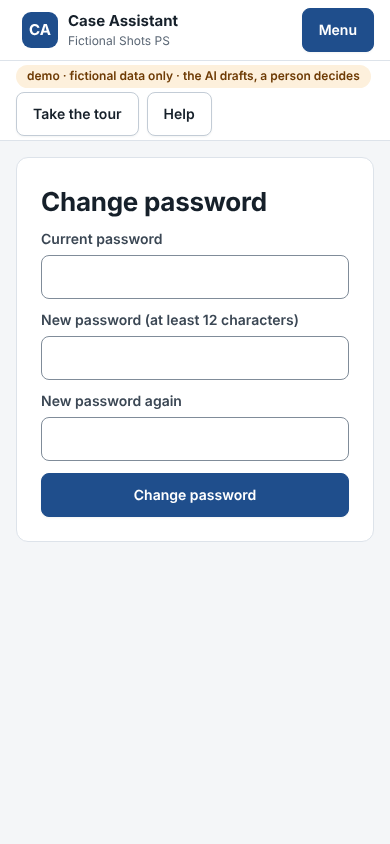 CA
Case Assistant
Fictional Shots PS
Menu
demo · fictional data only · the AI drafts, a person decides
Take the tour
Help
Change password
Current password
New password (at least 12 characters)
New password again
Change password